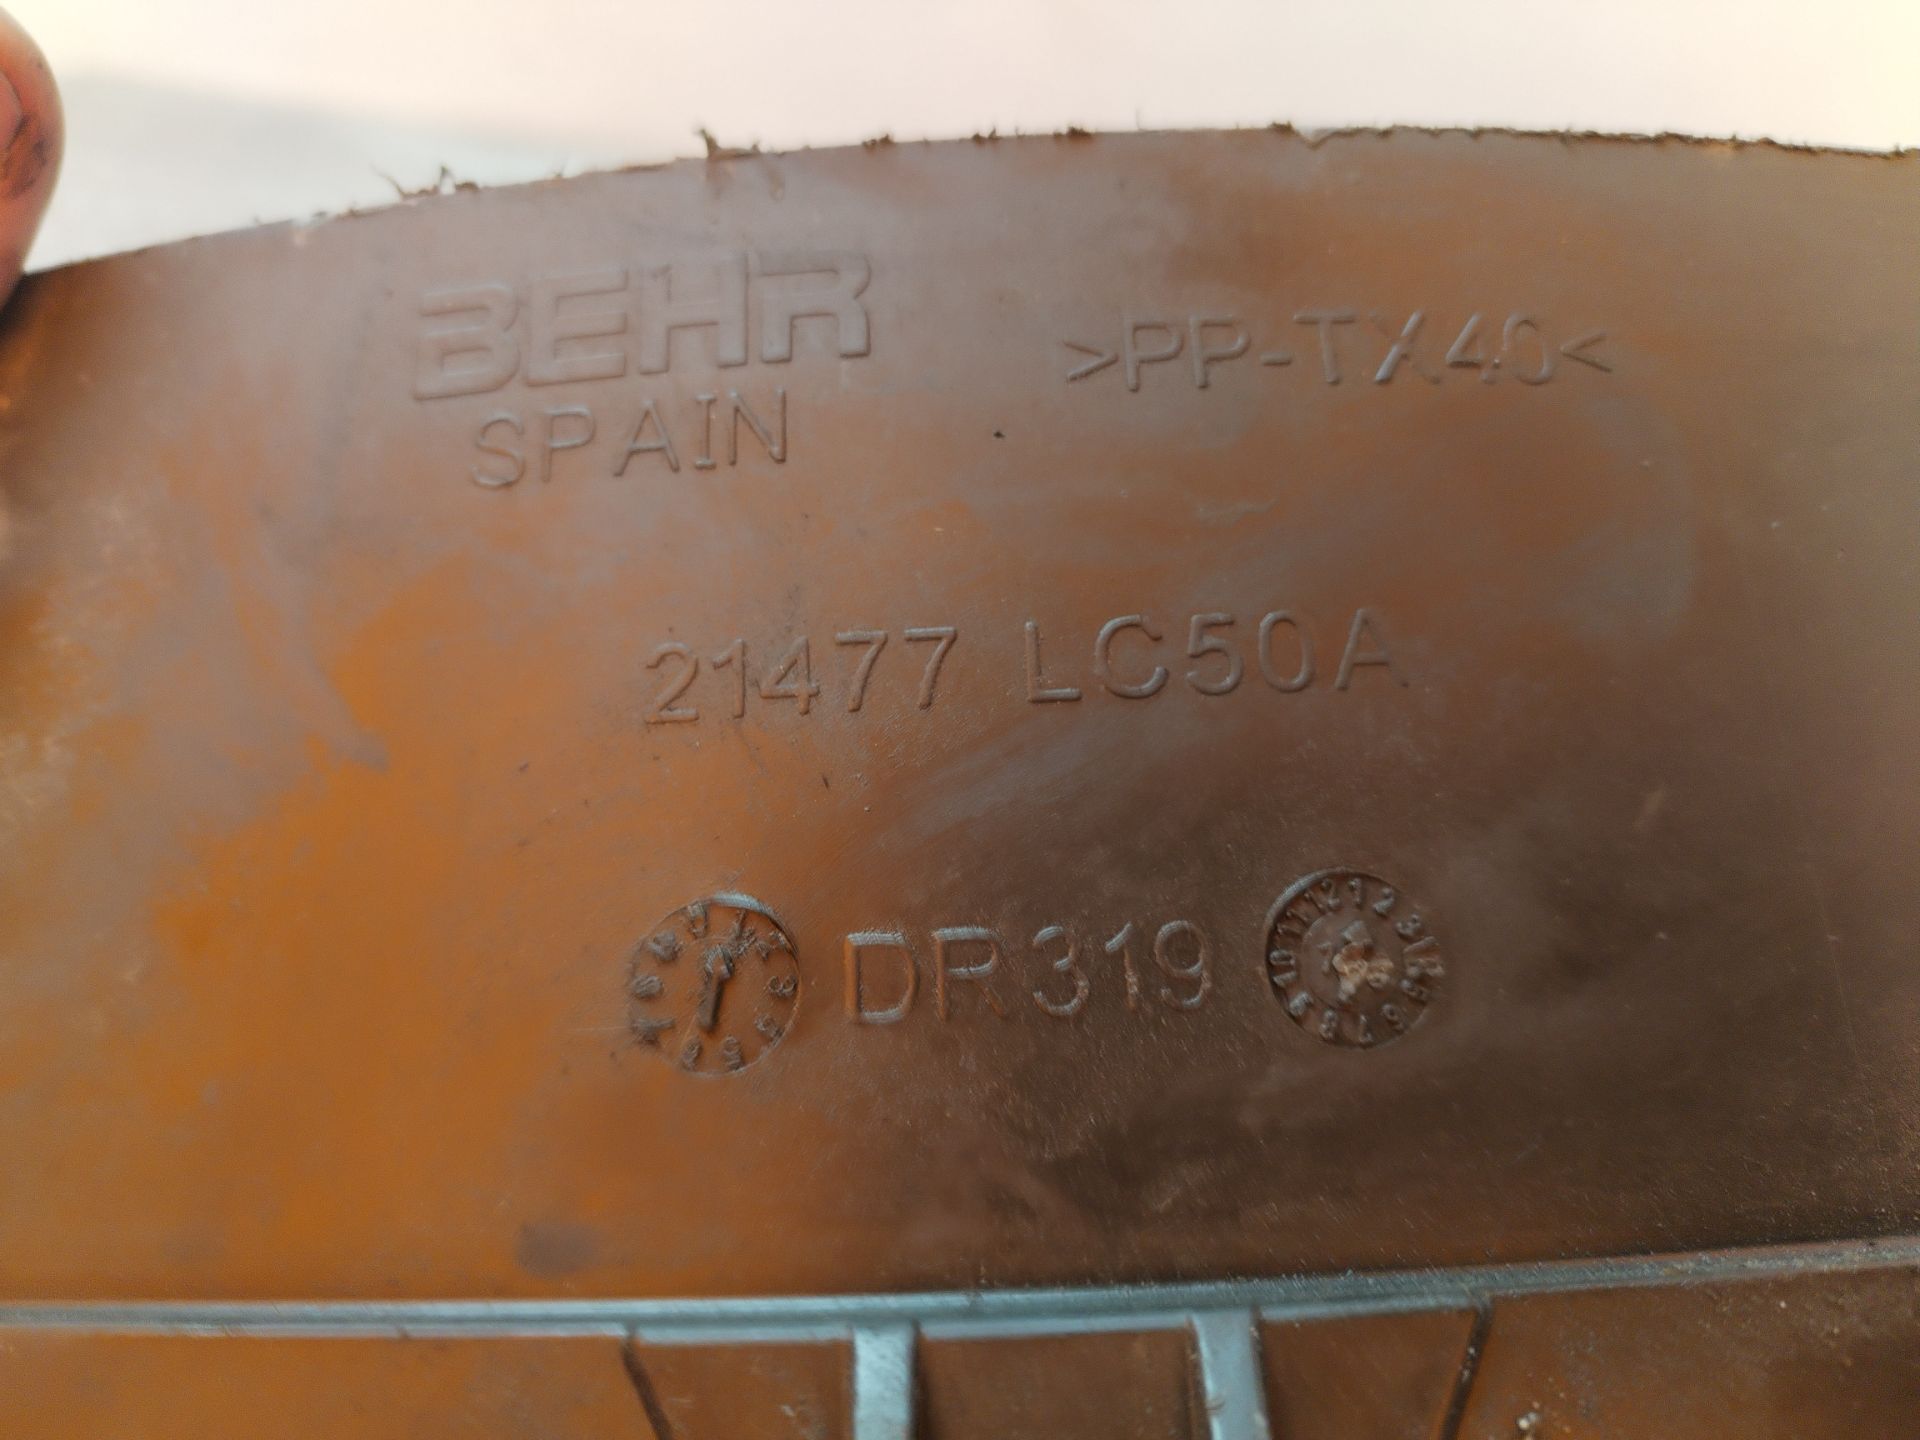 BEHR
SPAIN
>PP-TX40<
21477 LC50A
DR319